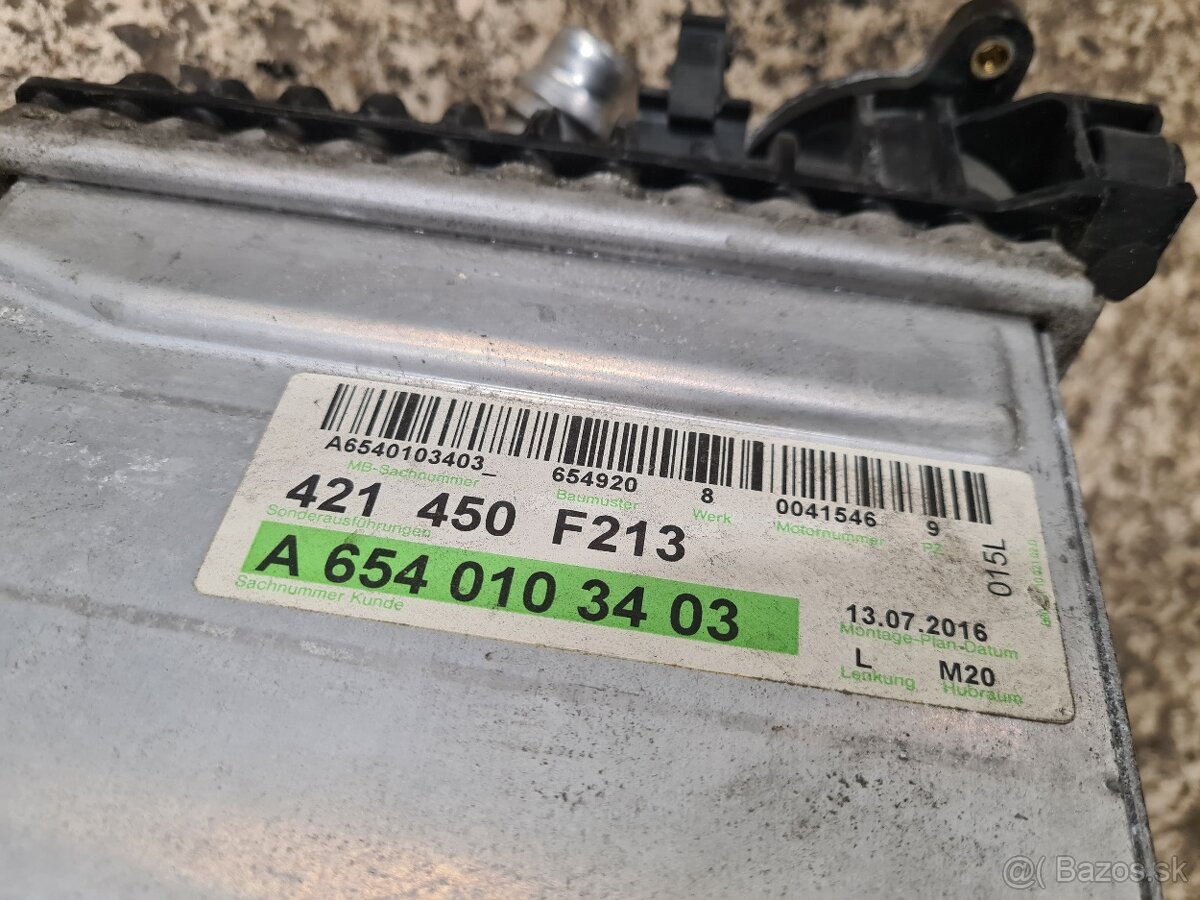 A6540103403_ 654920 8 0041546 9
MB-Sachnummer Baumuster Werk Motornummer PZ
421 450 F213
Sonderausführungen
A 654 010 34 03
Sachnummer Kunde
015L
13.07.2016
Montage-Plan-Datum
L M20
Lenkung Hubraum
@( Bazos.sk